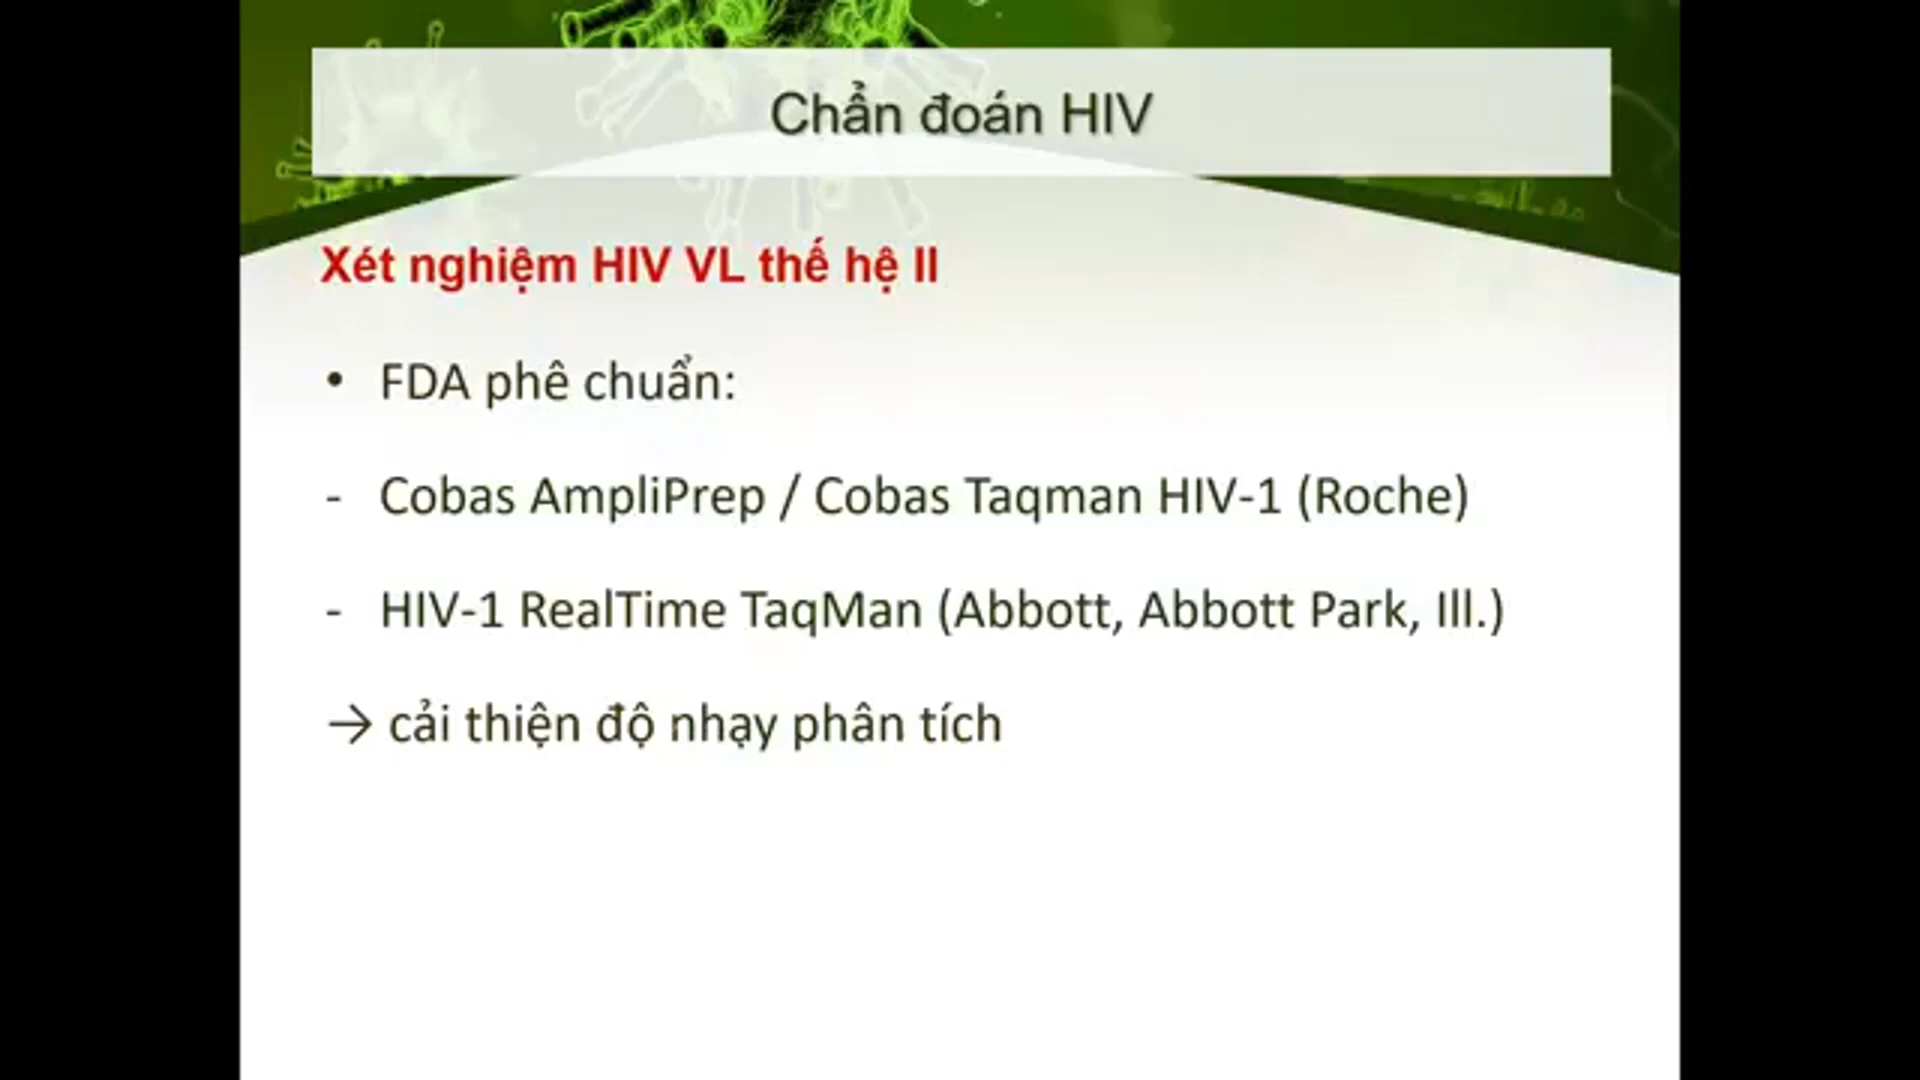 Chẩn đoán HIV
Xét nghiệm HIV VL thế hệ II
• FDA phê chuẩn:
- Cobas AmpliPrep / Cobas Taqman HIV-1 (Roche)
- HIV-1 RealTime TaqMan (Abbott, Abbott Park, Ill.)
→ cải thiện độ nhạy phân tích